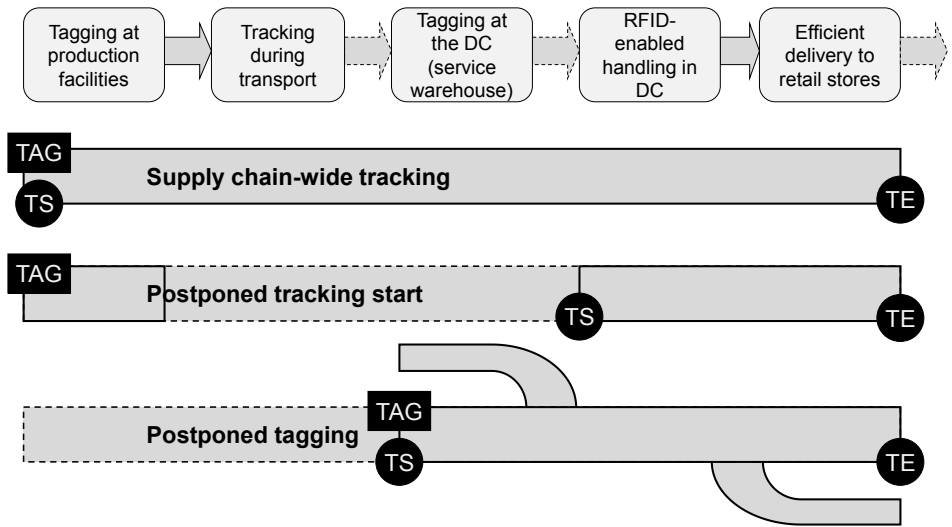 Tagging at
production
facilities
Tracking
during
transport
Tagging at
the DC
(service
warehouse)
RFID-
enabled
handling in
DC
Efficient
delivery to
retail stores
TAG
Supply chain-wide tracking
TS
TE
TAG
Postponed tracking start
TS
TE
TAG
Postponed tagging
TS
TE